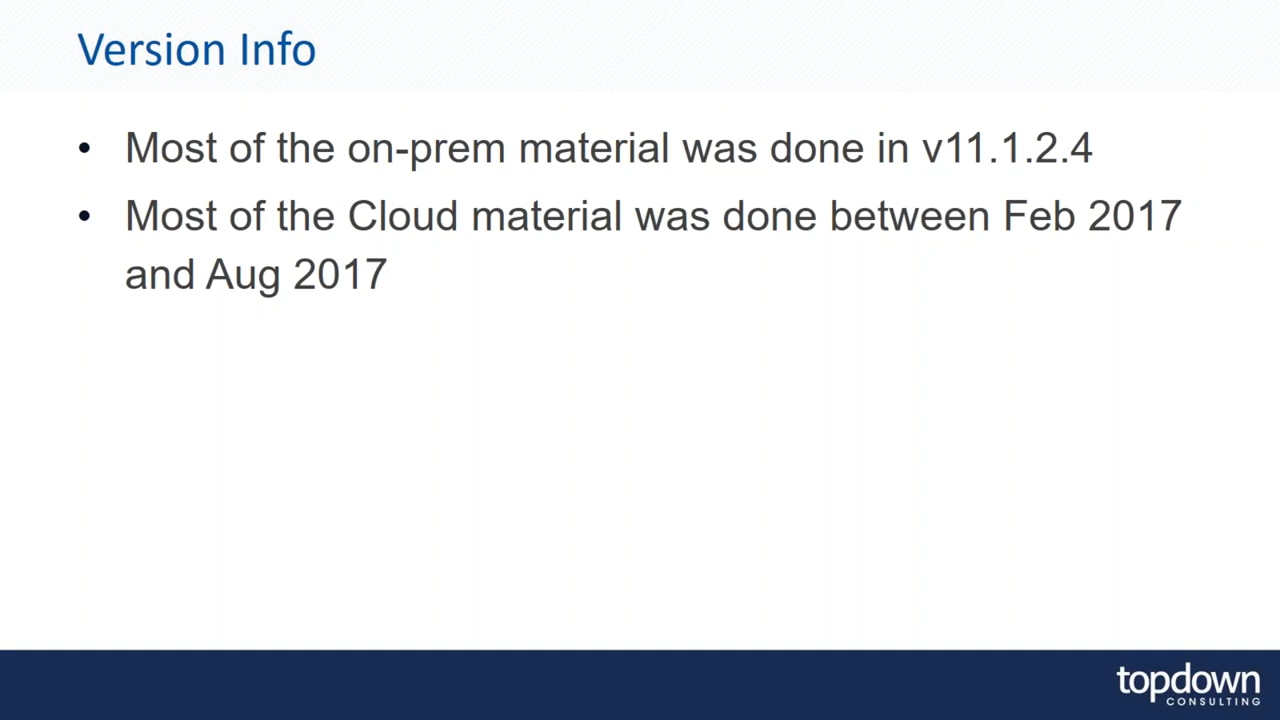 Version Info
• Most of the on-prem material was done in v11.1.2.4
• Most of the Cloud material was done between Feb 2017
and Aug 2017
topdown
CONSULTING